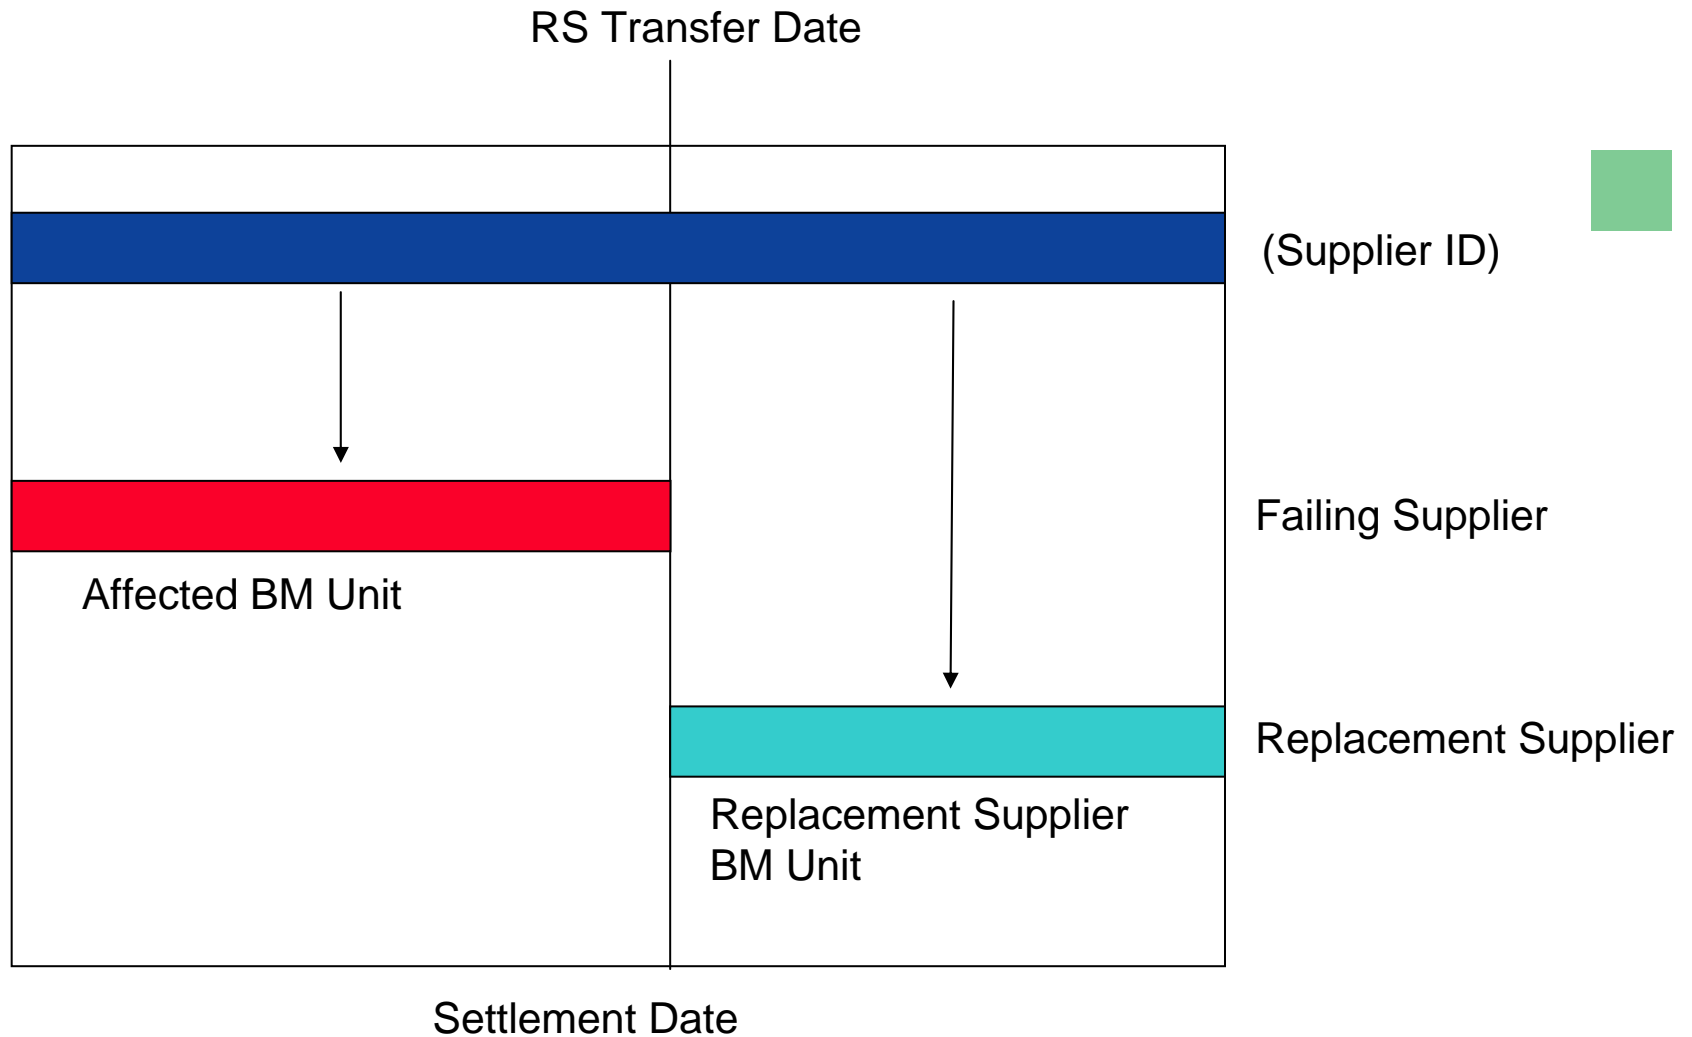 RS Transfer Date
(Supplier ID)
Failing Supplier
Affected BM Unit
Replacement Supplier
Replacement Supplier
BM Unit
Settlement Date